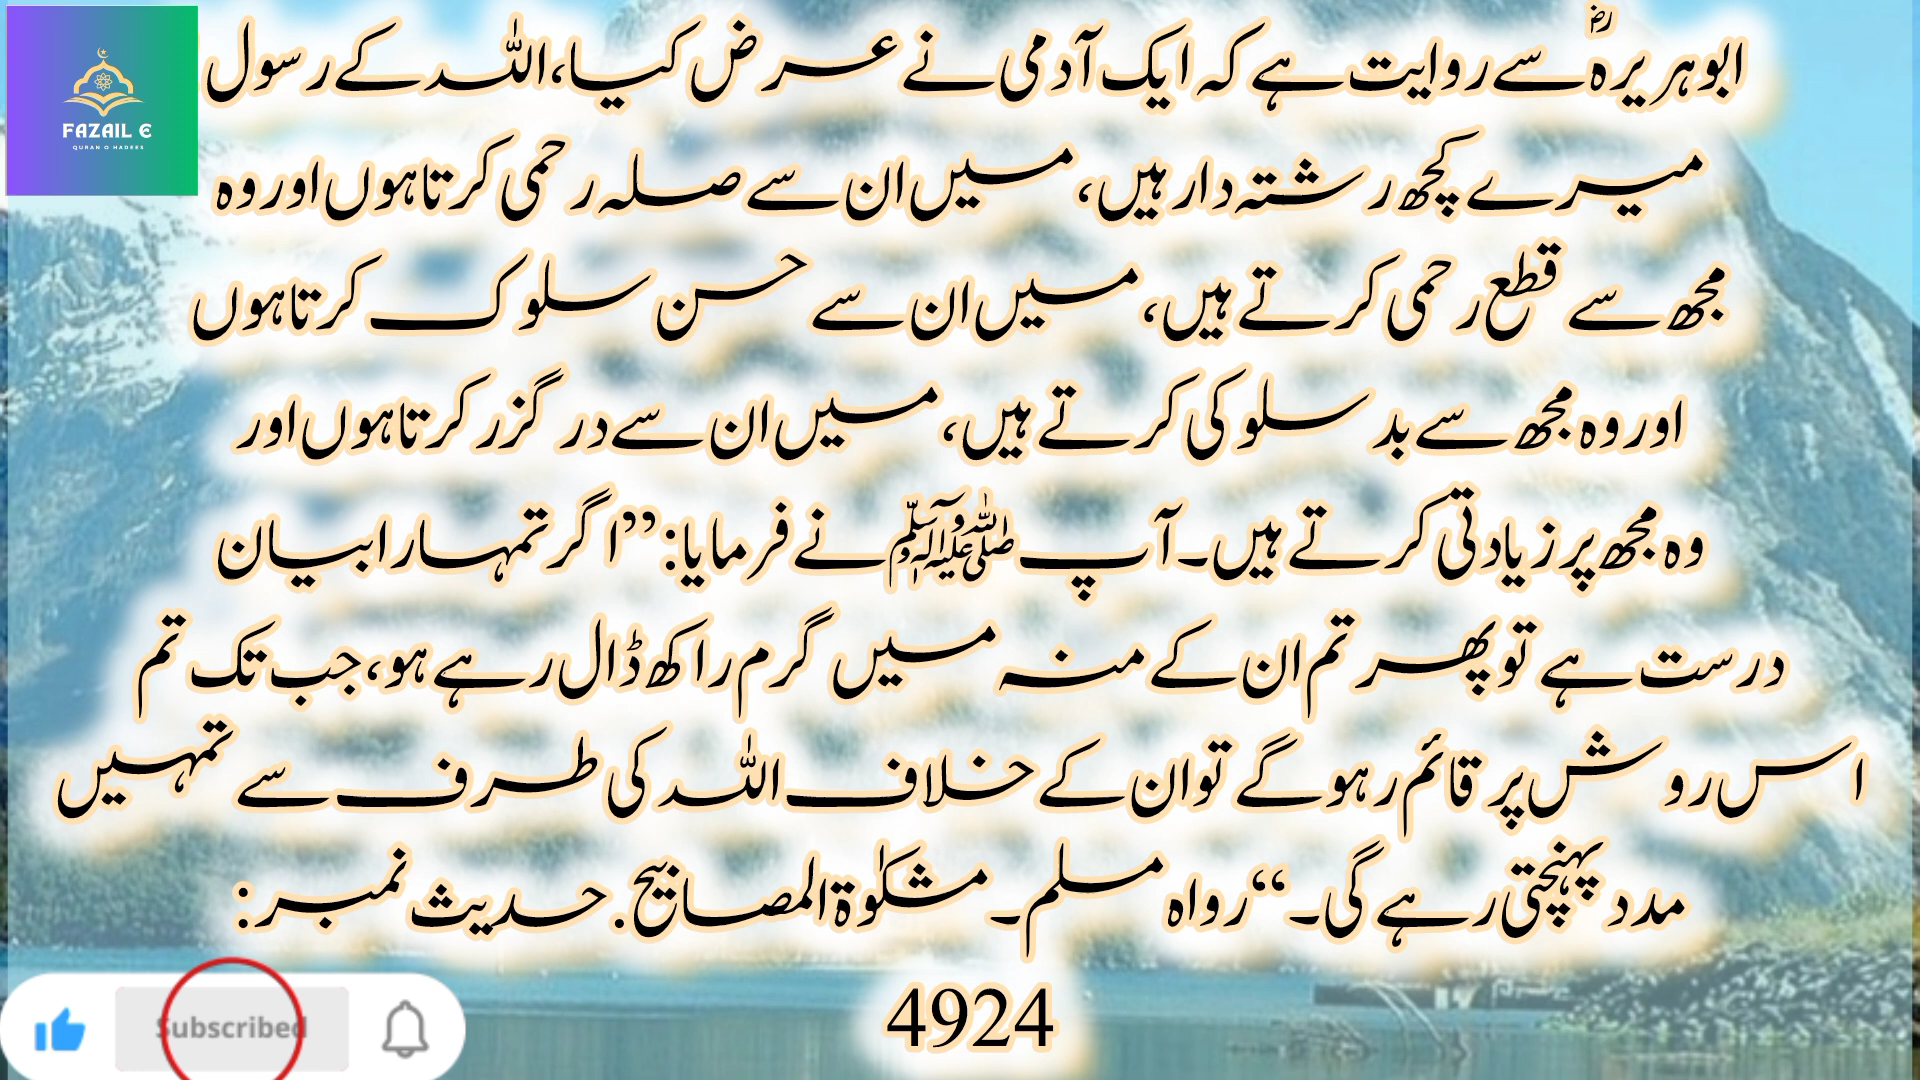 FAZAIL E
QURAN O HADEES
ابوہریرہؓ سے روایت ہے کہ ایک آدمی نے عرض کیا، اللہ کے رسول
میرے کچھ رشتہ دار ہیں، میں ان سے صلہ رحمی کرتا ہوں اور وہ
مجھ سے قطع رحمی کرتے ہیں، میں ان سے حسن سلوک کرتا ہوں
اور وہ مجھ سے بدسلوکی کرتے ہیں، میں ان سے درگزر کرتا ہوں اور
وہ مجھ پر زیادتی کرتے ہیں۔ آپ ﷺ نے فرمایا: ”اگر تمہارا بیان
درست ہے تو پھر تم ان کے منہ میں گرم راکھ ڈال رہے ہو، جب تک تم
اس روش پر قائم رہو گے تو ان کے خلاف اللہ کی طرف سے تمہیں
مدد پہنچتی رہے گی۔“ رواہ مسلم۔ مشکوٰۃ المصابیح. حدیث نمبر:
4924
Subscribed